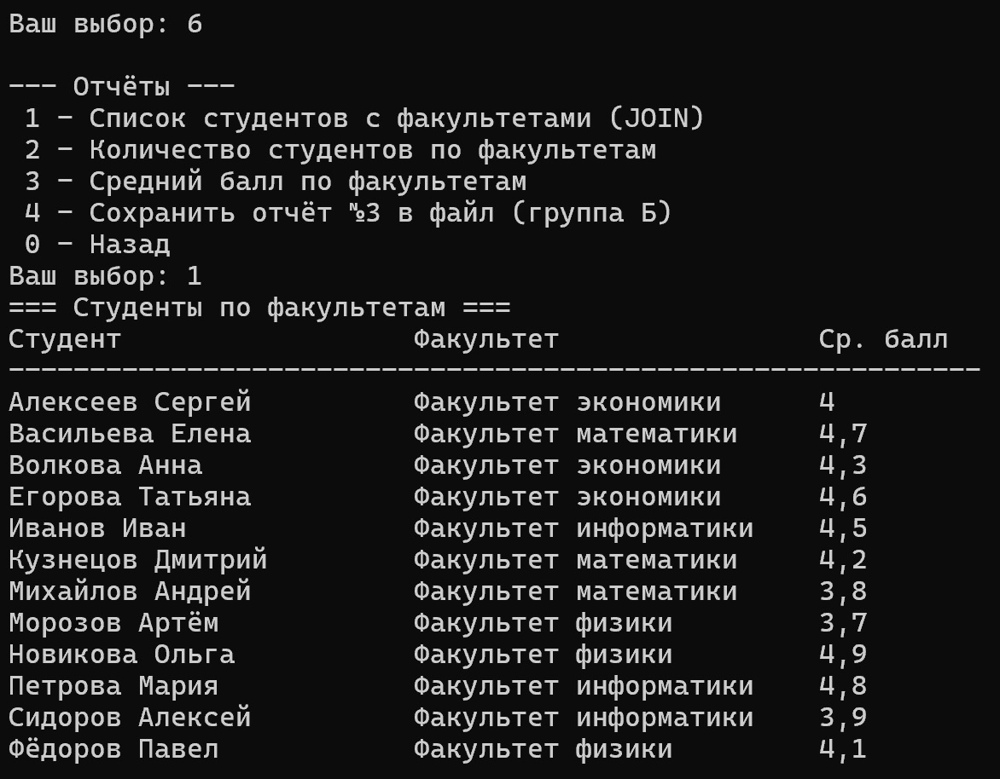 Ваш выбор: 6
--- Отчёты ---
1 - Список студентов с факультетами (JOIN)
2 - Количество студентов по факультетам
3 - Средний балл по факультетам
4 - Сохранить отчёт №3 в файл (группа Б)
0 - Назад
Ваш выбор: 1
=== Студенты по факультетам ===
Студент Факультет Ср. балл
------------------------------------------------------------
Алексеев Сергей Факультет экономики 4
Васильева Елена Факультет математики 4,7
Волкова Анна Факультет экономики 4,3
Егорова Татьяна Факультет экономики 4,6
Иванов Иван Факультет информатики 4,5
Кузнецов Дмитрий Факультет математики 4,2
Михайлов Андрей Факультет математики 3,8
Морозов Артём Факультет физики 3,7
Новикова Ольга Факультет физики 4,9
Петрова Мария Факультет информатики 4,8
Сидоров Алексей Факультет информатики 3,9
Фёдоров Павел Факультет физики 4,1